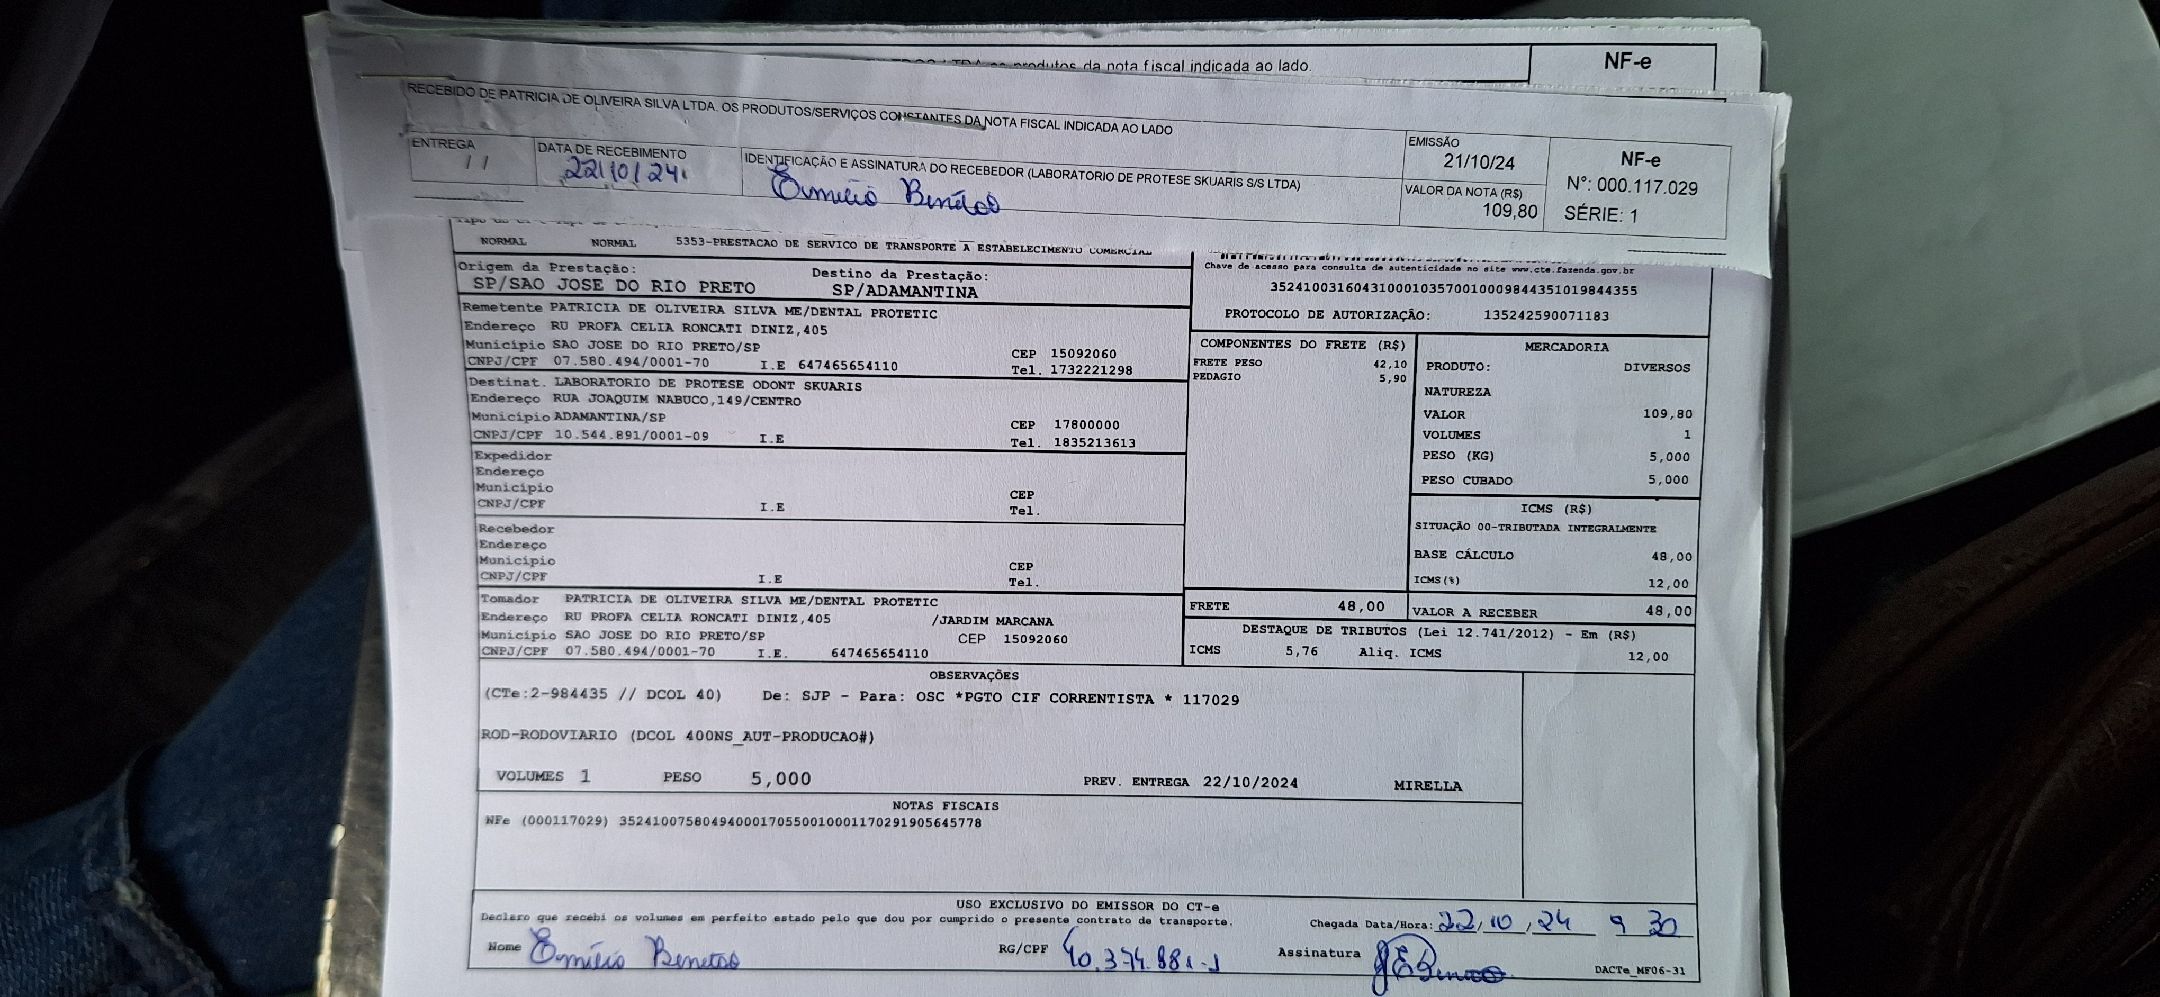 produtos da nota fiscal indicada ao lado.
NF-e
RECEBIDO DE PATRICIA DE OLIVEIRA SILVA LTDA. OS PRODUTOS/SERVIÇOS CONSTANTES DA NOTA FISCAL INDICADA AO LADO
ENTREGA
/ /
DATA DE RECEBIMENTO
22/10/24
IDENTIFICAÇÃO E ASSINATURA DO RECEBEDOR (LABORATORIO DE PROTESE SKUARIS S/S LTDA)
Emilio
EMISSÃO
21/10/24
VALOR DA NOTA (R$)
109,80
NF-e
Nº: 000.117.029
SÉRIE: 1
NORMAL NORMAL 5353-PRESTACAO DE SERVICO DE TRANSPORTE A ESTABELECIMENTO COMERCIAL
Origem da Prestação: Destino da Prestação:
SP/SAO JOSE DO RIO PRETO SP/ADAMANTINA
Chave de acesso para consulta de autenticidade no site www.cte.fazenda.gov.br
35241003160431000103570010009844351019844355
PROTOCOLO DE AUTORIZAÇÃO: 135242590071183
Remetente PATRICIA DE OLIVEIRA SILVA ME/DENTAL PROTETIC
Endereço RU PROFA CELIA RONCATI DINIZ,405
Município SAO JOSE DO RIO PRETO/SP CEP 15092060
CNPJ/CPF 07.580.494/0001-70 I.E 647465654110 Tel. 1732221298
Destinat. LABORATORIO DE PROTESE ODONT SKUARIS
Endereço RUA JOAQUIM NABUCO,149/CENTRO
Município ADAMANTINA/SP CEP 17800000
CNPJ/CPF 10.544.891/0001-09 I.E Tel. 1835213613
Expedidor
Endereço
Município CEP
CNPJ/CPF I.E Tel.
Recebedor
Endereço
Município CEP
CNPJ/CPF I.E Tel.
Tomador PATRICIA DE OLIVEIRA SILVA ME/DENTAL PROTETIC
Endereço RU PROFA CELIA RONCATI DINIZ,405 /JARDIM MARCANA
Município SAO JOSE DO RIO PRETO/SP CEP 15092060
CNPJ/CPF 07.580.494/0001-70 I.E. 647465654110
COMPONENTES DO FRETE (R$)
FRETE PESO 42,10
PEDAGIO 5,90
MERCADORIA
PRODUTO: DIVERSOS
NATUREZA
VALOR 109,80
VOLUMES 1
PESO (KG) 5,000
PESO CUBADO 5,000
ICMS (R$)
SITUAÇÃO 00-TRIBUTADA INTEGRALMENTE
BASE CÁLCULO 48,00
ICMS(%) 12,00
FRETE 48,00
VALOR A RECEBER 48,00
DESTAQUE DE TRIBUTOS (Lei 12.741/2012) - Em (R$)
ICMS 5,76 Aliq. ICMS 12,00
OBSERVAÇÕES
(CTe:2-984435 // DCOL 40) De: SJP - Para: OSC *PGTO CIF CORRENTISTA * 117029
ROD-RODOVIARIO (DCOL 400NS_AUT-PRODUCAO#)
VOLUMES 1 PESO 5,000 PREV. ENTREGA 22/10/2024 MIRELLA
NOTAS FISCAIS
NFe (000117029) 35241007580494000170550010001170291905645778
USO EXCLUSIVO DO EMISSOR DO CT-e
Declaro que recebi os volumes em perfeito estado pelo que dou por cumprido o presente contrato de transporte. Chegada Data/Hora: 22/10/24 9 30
Nome Emilio RG/CPF Assinatura
DACTe_MF06-31